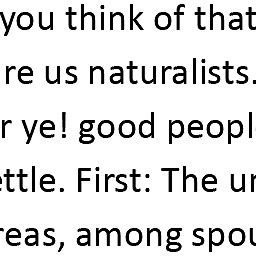 you think of that
re us naturalists.
r ye! good peopl
ettle. First: The u
reas, among spou